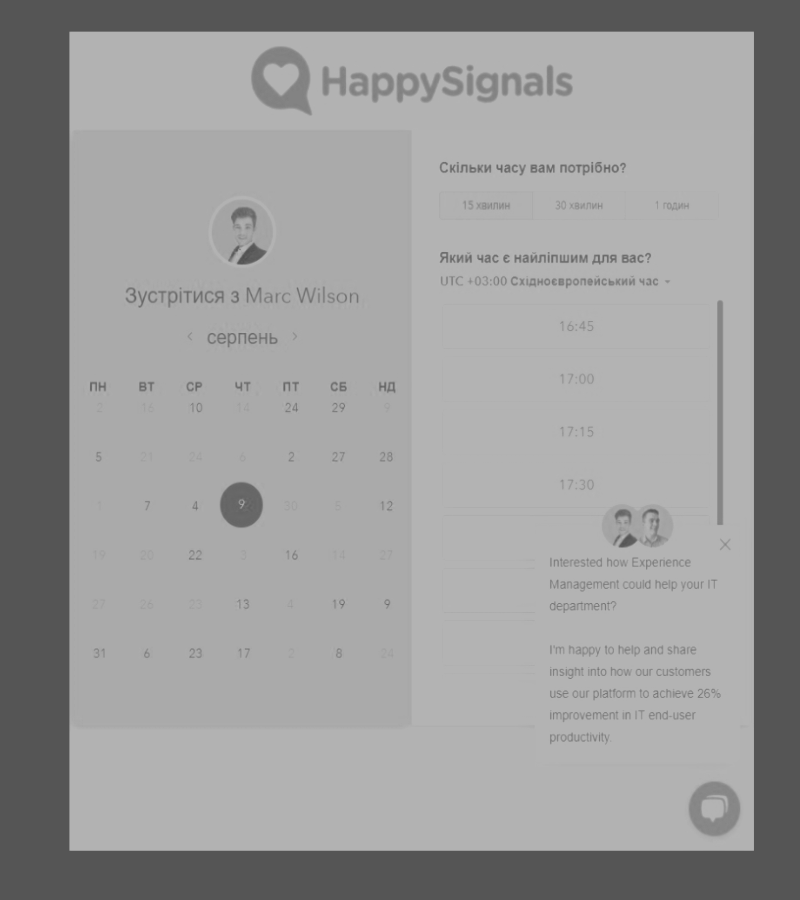 HappySignals
Зустрітися з Marc Wilson
серпень
ПН ВТ СР ЧТ ПТ СБ НД
2 16 10 14 24 29 9
5 21 24 6 2 27 28
1 7 4 9 30 5 12
19 20 22 3 16 14 27
27 26 23 13 4 19 9
31 6 23 17 2 8 24
Скільки часу вам потрібно?
15 хвилин 30 хвилин 1 годин
Який час є найліпшим для вас?
UTC +03:00 Східноєвропейський час
16:45
17:00
17:15
17:30
Interested how Experience
Management could help your IT
department?
I'm happy to help and share
insight into how our customers
use our platform to achieve 26%
improvement in IT end-user
productivity.